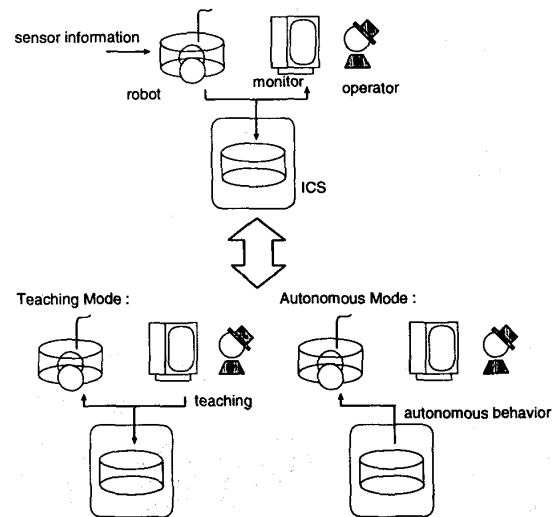 sensor information
robot
monitor
operator
ICS
Teaching Mode :
Autonomous Mode :
teaching
autonomous behavior